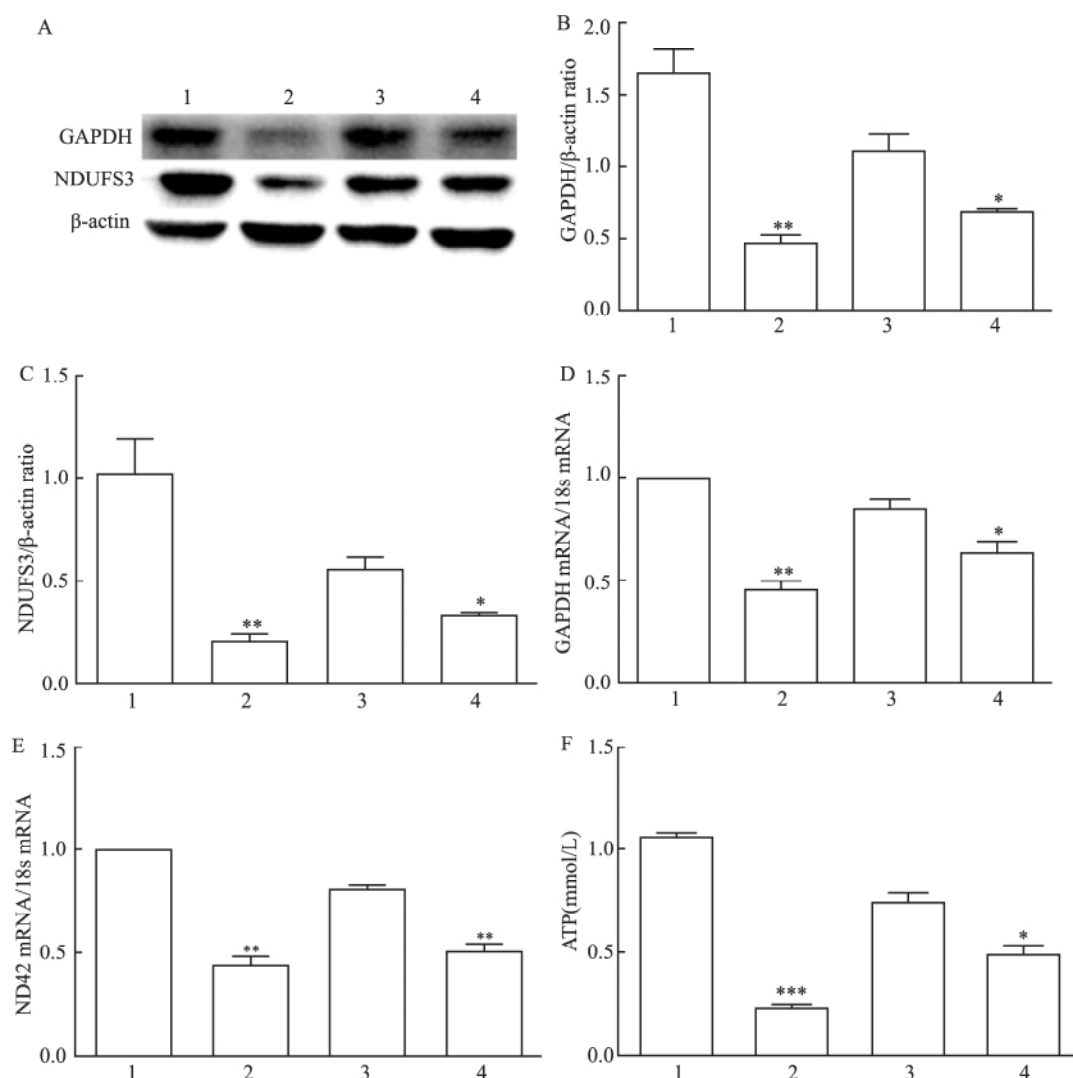 A
1 2 3 4
GAPDH
NDUFS3
β-actin
B
GAPDH/β-actin ratio
2.0
1.5
1.0
0.5
0.0
**
*
1 2 3 4
C
NDUFS3/β-actin ratio
1.5
1.0
0.5
0.0
**
*
1 2 3 4
D
GAPDH mRNA/18s mRNA
1.5
1.0
0.5
0.0
**
*
1 2 3 4
E
ND42 mRNA/18s mRNA
1.5
1.0
0.5
0.0
**
**
1 2 3 4
F
ATP(mmol/L)
1.5
1.0
0.5
0.0
***
*
1 2 3 4